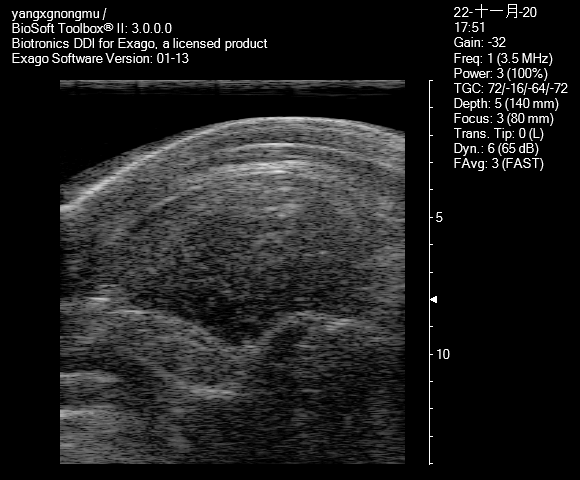 yangxgnongmu /
BioSoft Toolbox® II: 3.0.0.0
Biotronics DDI for Exago, a licensed product
Exago Software Version: 01-13
22-十一月-20
17:51
Gain: -32
Freq: 1 (3.5 MHz)
Power: 3 (100%)
TGC: 72/-16/-64/-72
Depth: 5 (140 mm)
Focus: 3 (80 mm)
Trans. Tip: 0 (L)
Dyn.: 6 (65 dB)
FAvg: 3 (FAST)
5
10